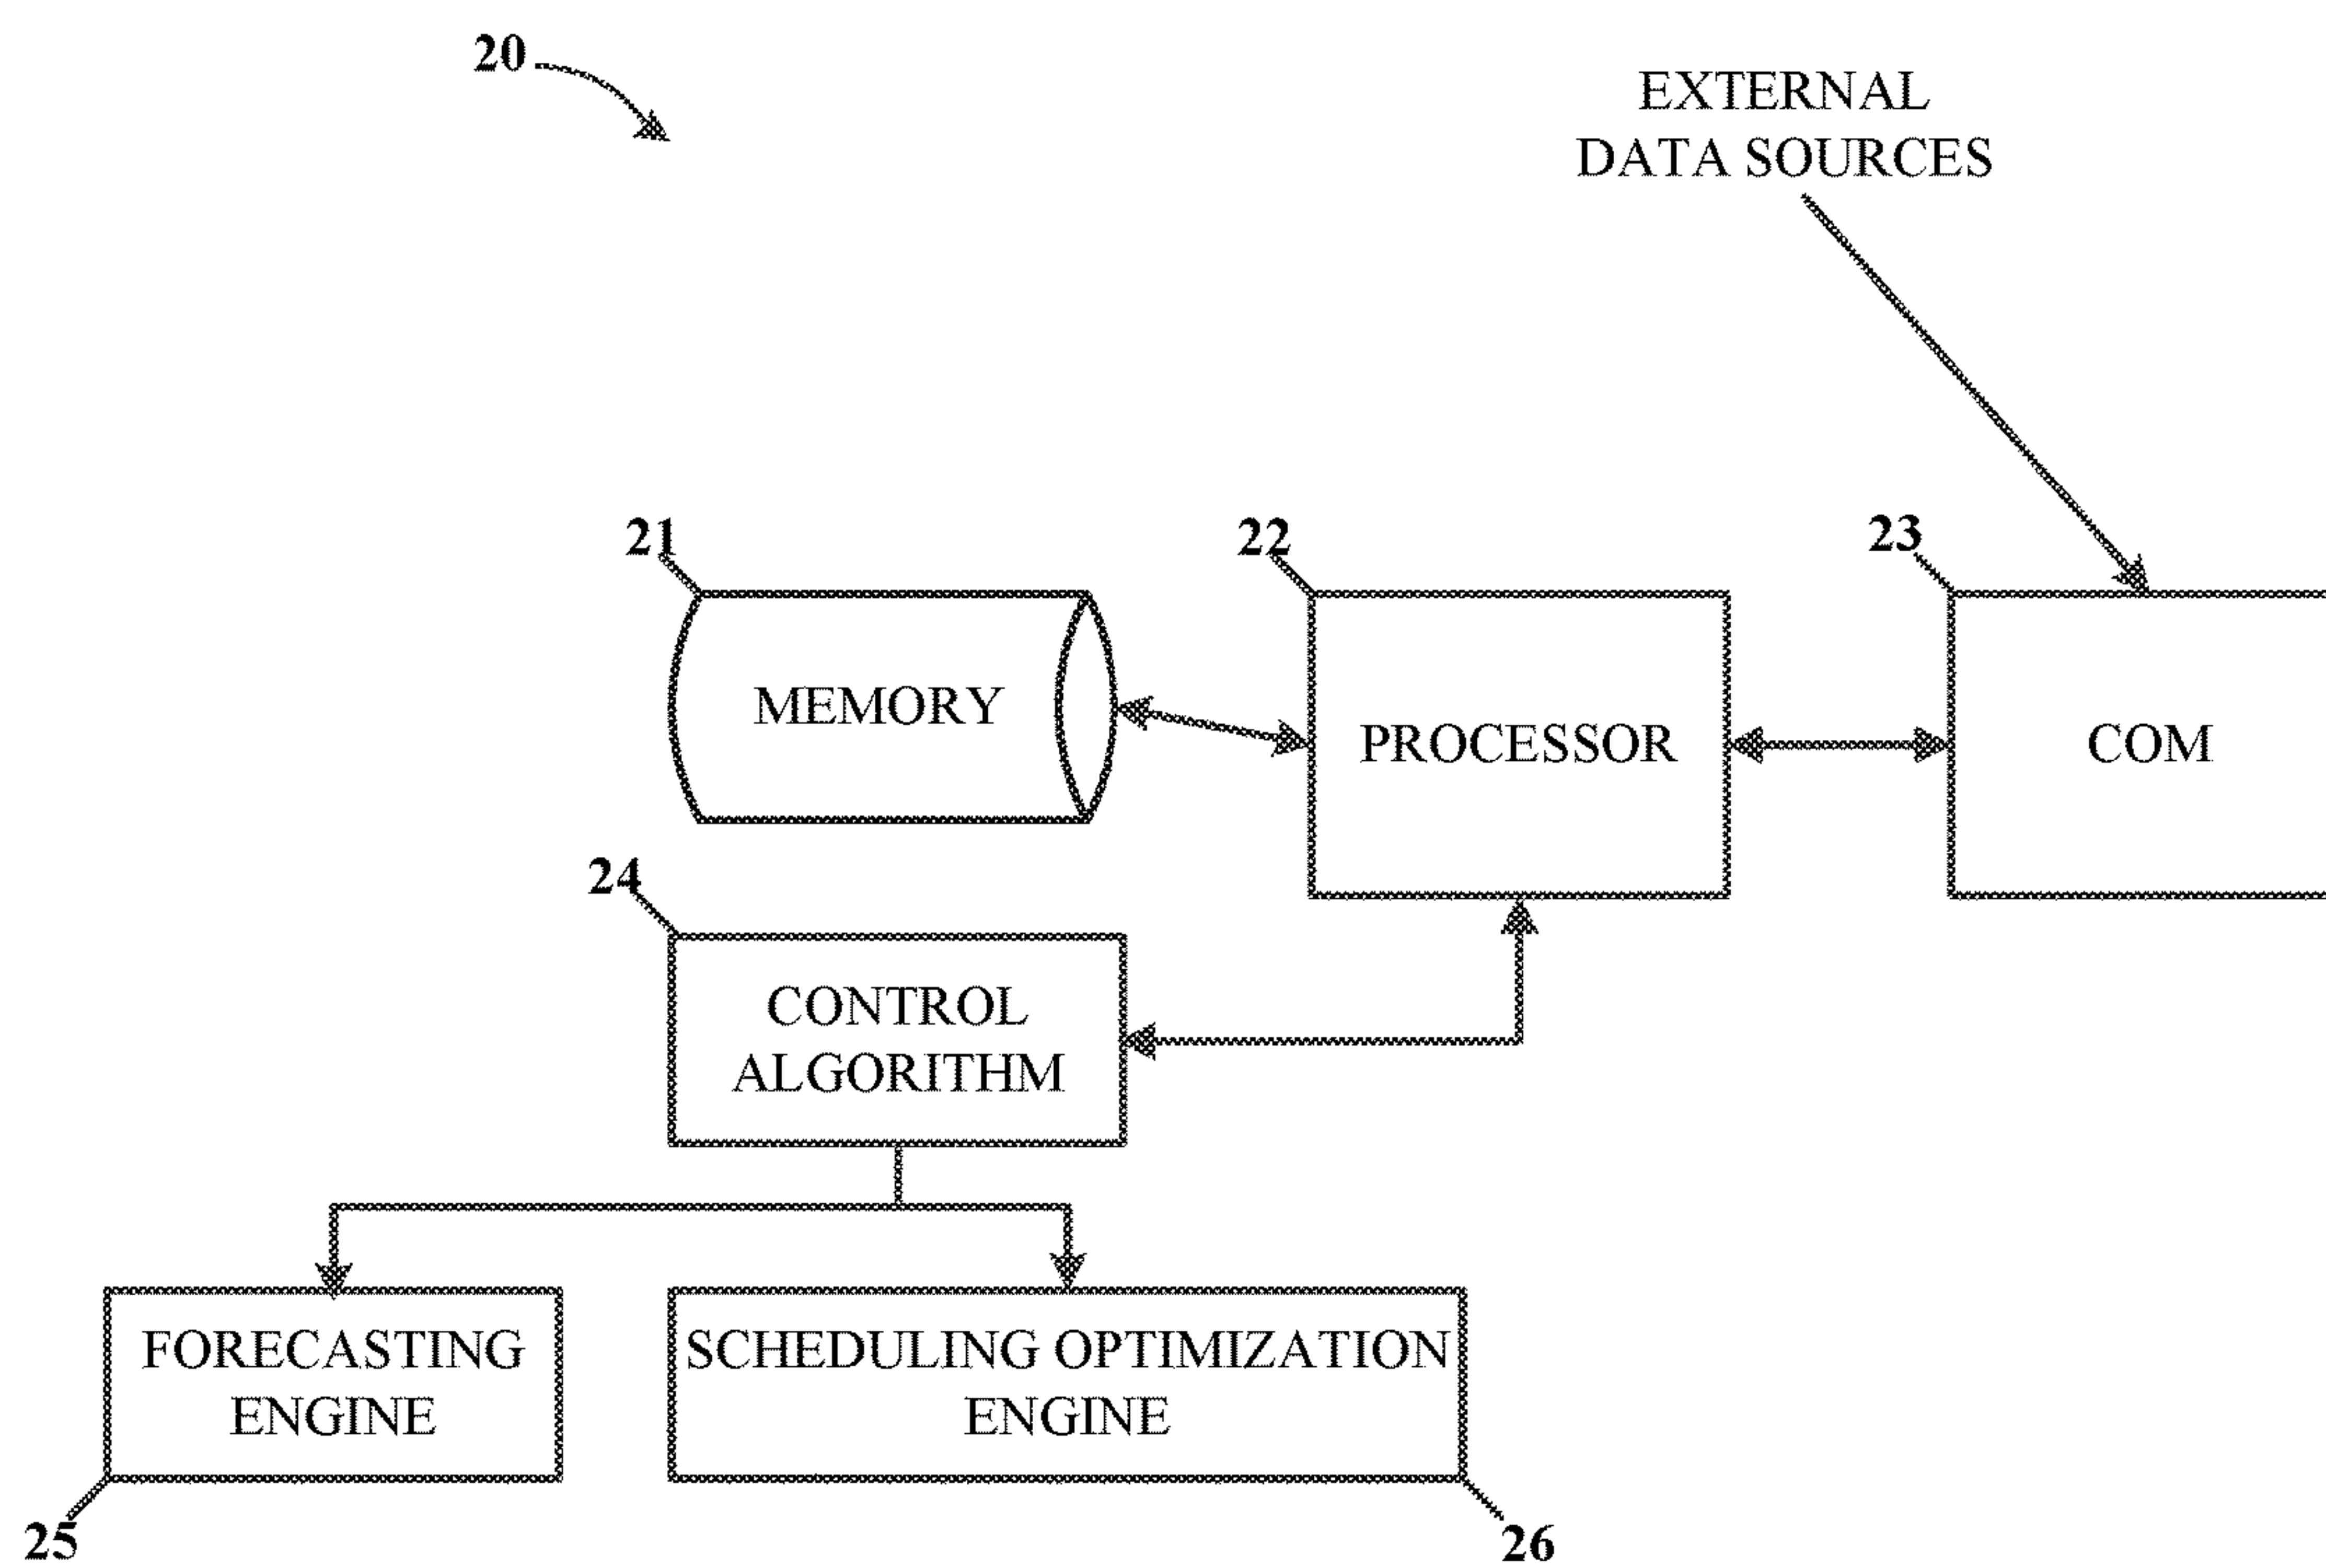 20
EXTERNAL
DATA SOURCES
21
22
23
MEMORY
PROCESSOR
COM
24
CONTROL
ALGORITHM
FORECASTING
ENGINE
SCHEDULING OPTIMIZATION
ENGINE
25
26